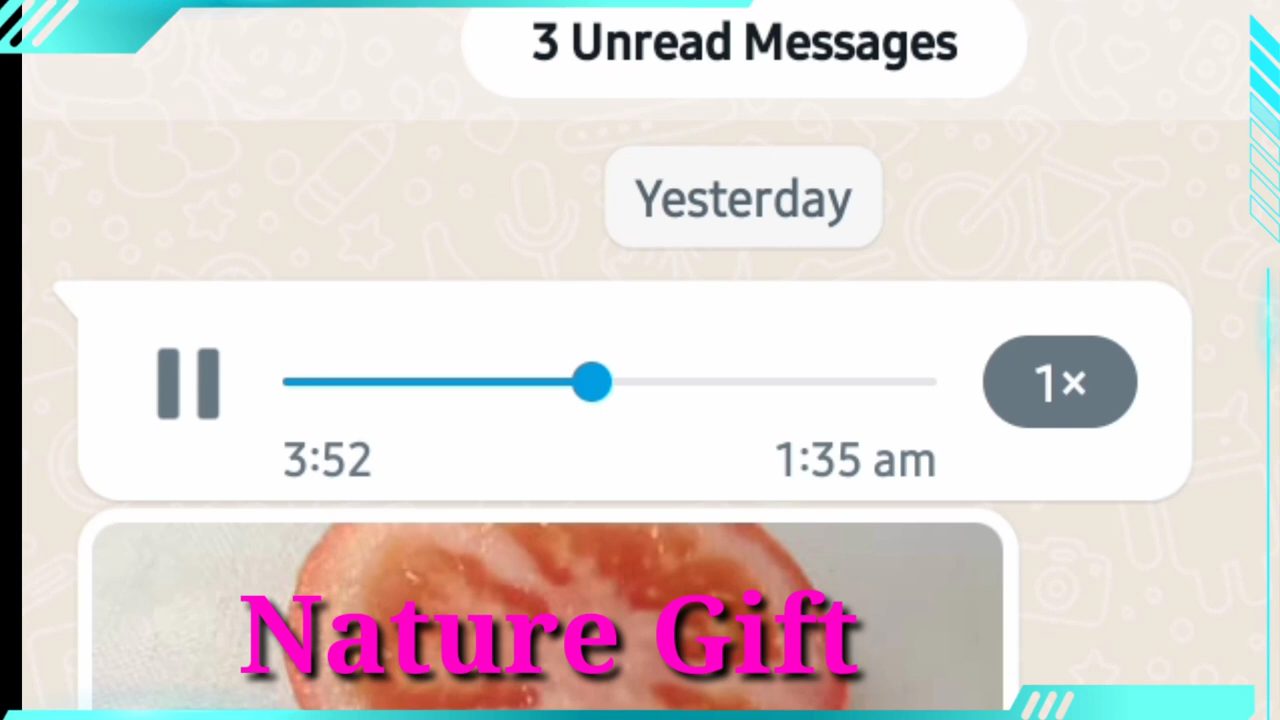 3 Unread Messages
Yesterday
1×
3:52
1:35 am
Nature Gift